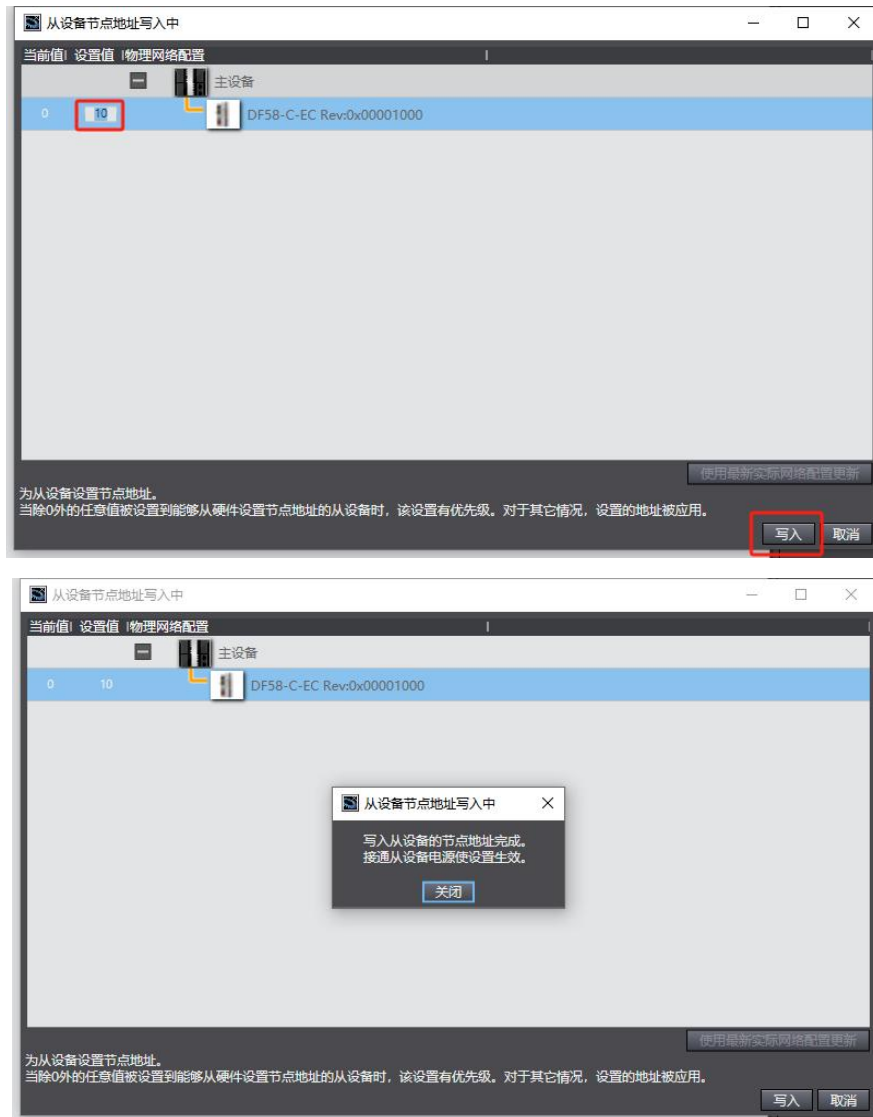 从设备节点地址写入中
当前值 设置值 物理网络配置
主设备
0 10 DF58-C-EC Rev:0x00001000
使用最新实际网络配置更新
为从设备设置节点地址。
当除0外的任意值被设置到能够从硬件设置节点地址的从设备时，该设置有优先级。对于其它情况，设置的地址被应用。
写入 取消
从设备节点地址写入中
当前值 设置值 物理网络配置
主设备
0 10 DF58-C-EC Rev:0x00001000
从设备节点地址写入中
写入从设备的节点地址完成。
接通从设备电源使设置生效。
关闭
使用最新实际网络配置更新
为从设备设置节点地址。
当除0外的任意值被设置到能够从硬件设置节点地址的从设备时，该设置有优先级。对于其它情况，设置的地址被应用。
写入 取消